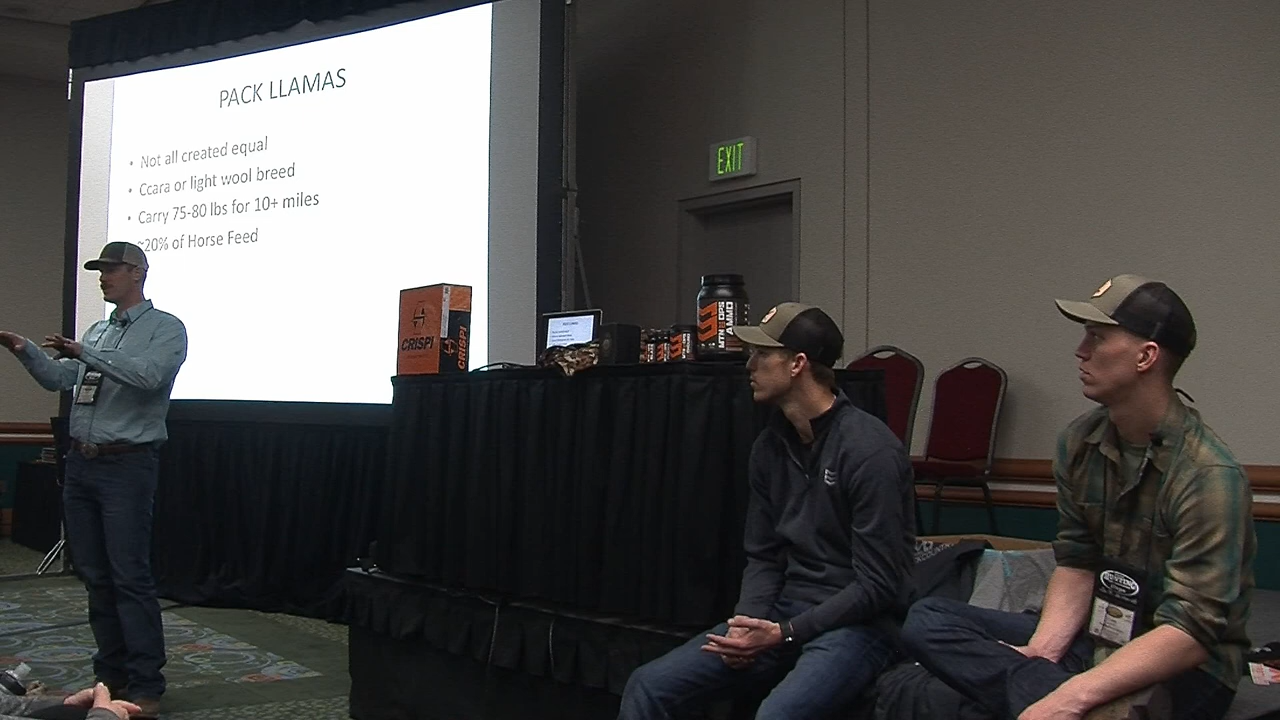 PACK LLAMAS
• Not all created equal
• Ccara or light wool breed
• Carry 75-80 lbs for 10+ miles
~20% of Horse Feed
EXIT
CRISPI
CRISPI
MTN OPS
AMMO
HUNTING